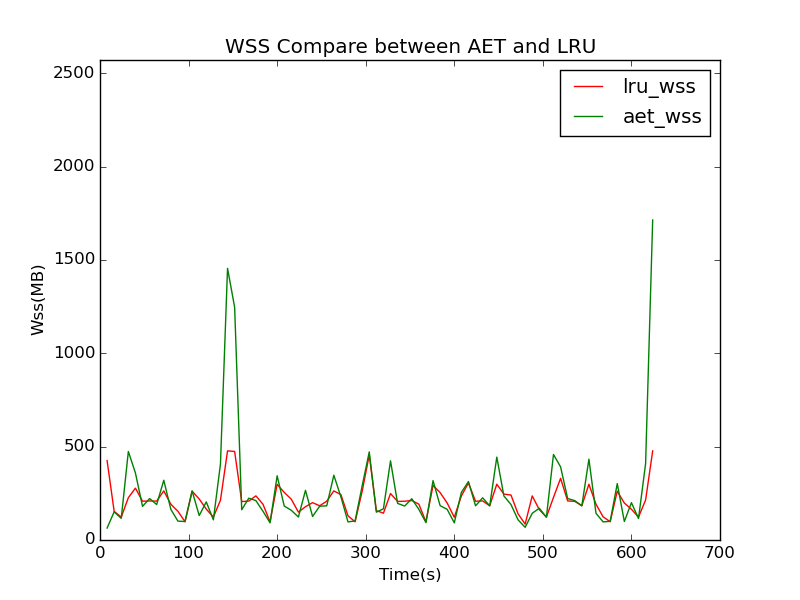 WSS Compare between AET and LRU
lru_wss
aet_wss
2500
2000
1500
1000
500
0
Wss(MB)
0 100 200 300 400 500 600 700
Time(s)